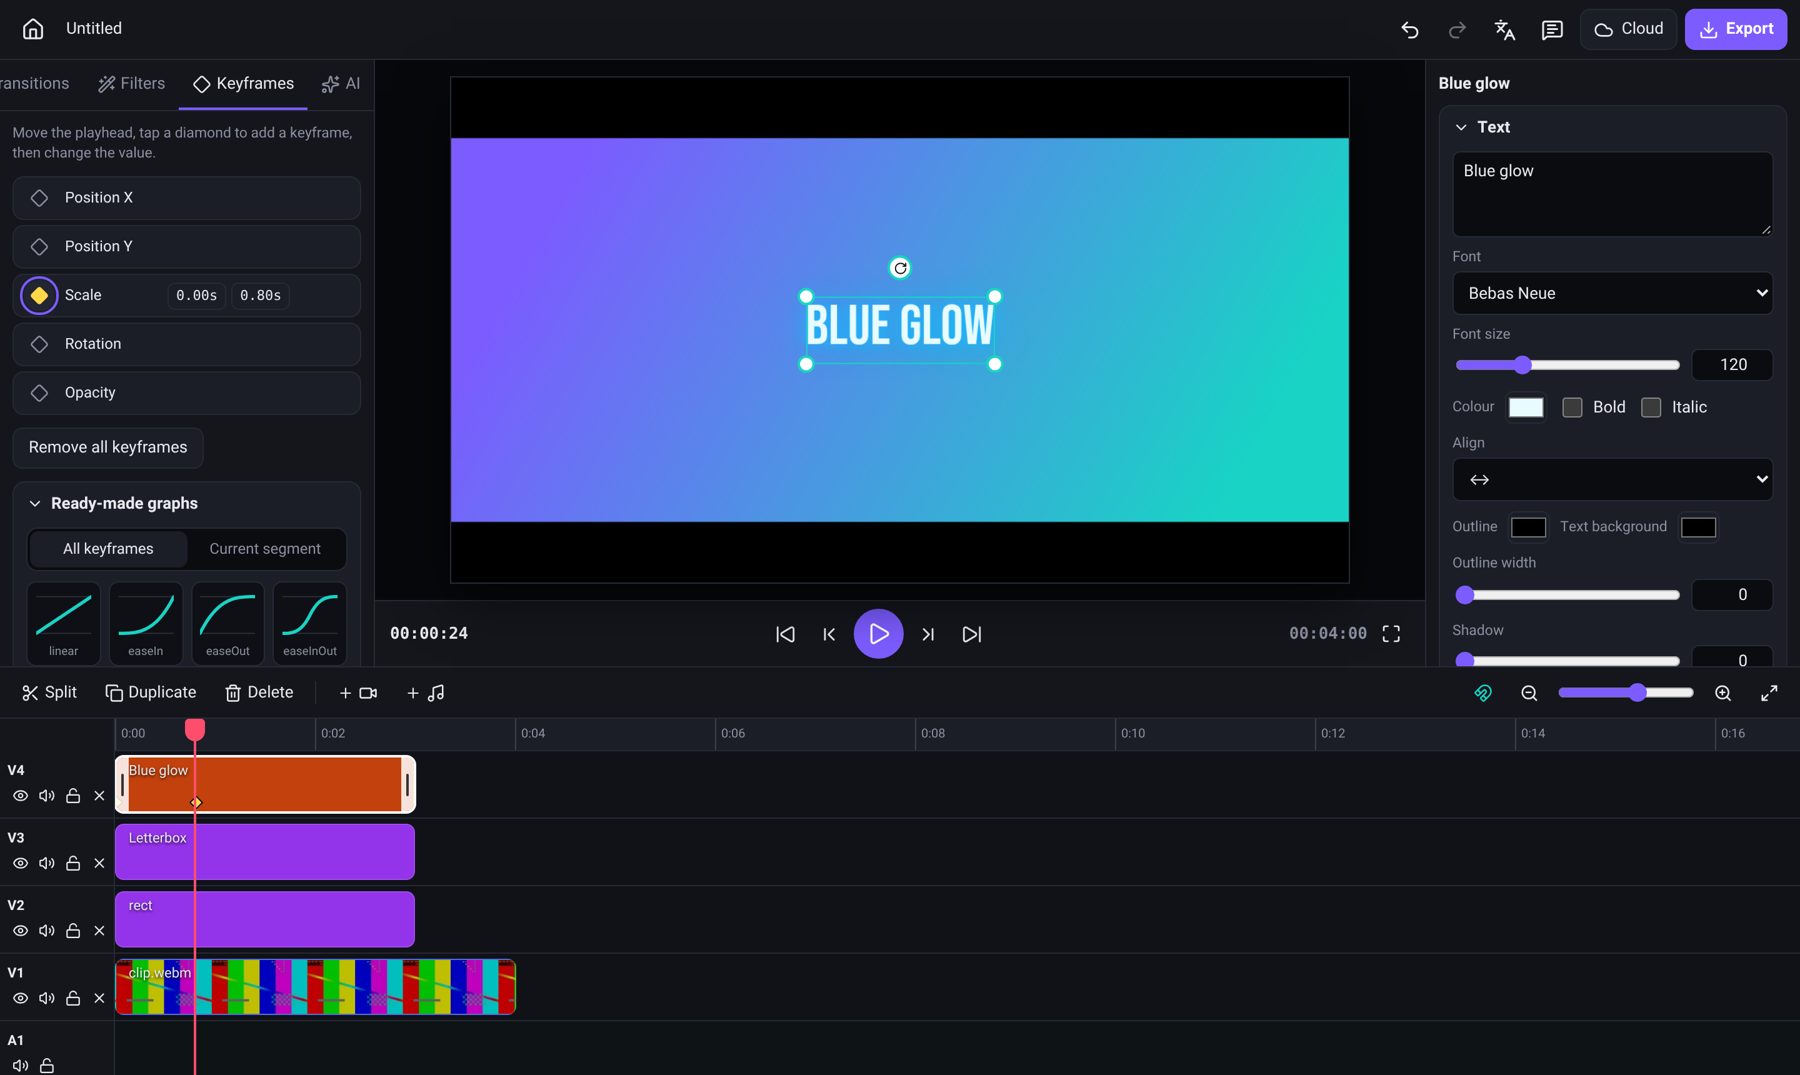 Untitled
Cloud
Export
ransitions
Filters
Keyframes
AI
Move the playhead, tap a diamond to add a keyframe,
then change the value.
Position X
Position Y
Scale
0.00s
0.80s
Rotation
Opacity
Remove all keyframes
Ready-made graphs
All keyframes
Current segment
linear
easeIn
easeOut
easeInOut
BLUE GLOW
00:00:24
00:04:00
Blue glow
Text
Blue glow
Font
Bebas Neue
Font size
120
Colour
Bold
Italic
Align
Outline
Text background
Outline width
0
Shadow
0
Split
Duplicate
Delete
0:00
0:02
0:04
0:06
0:08
0:10
0:12
0:14
0:16
V4
Blue glow
V3
Letterbox
V2
rect
V1
clip.webm
A1